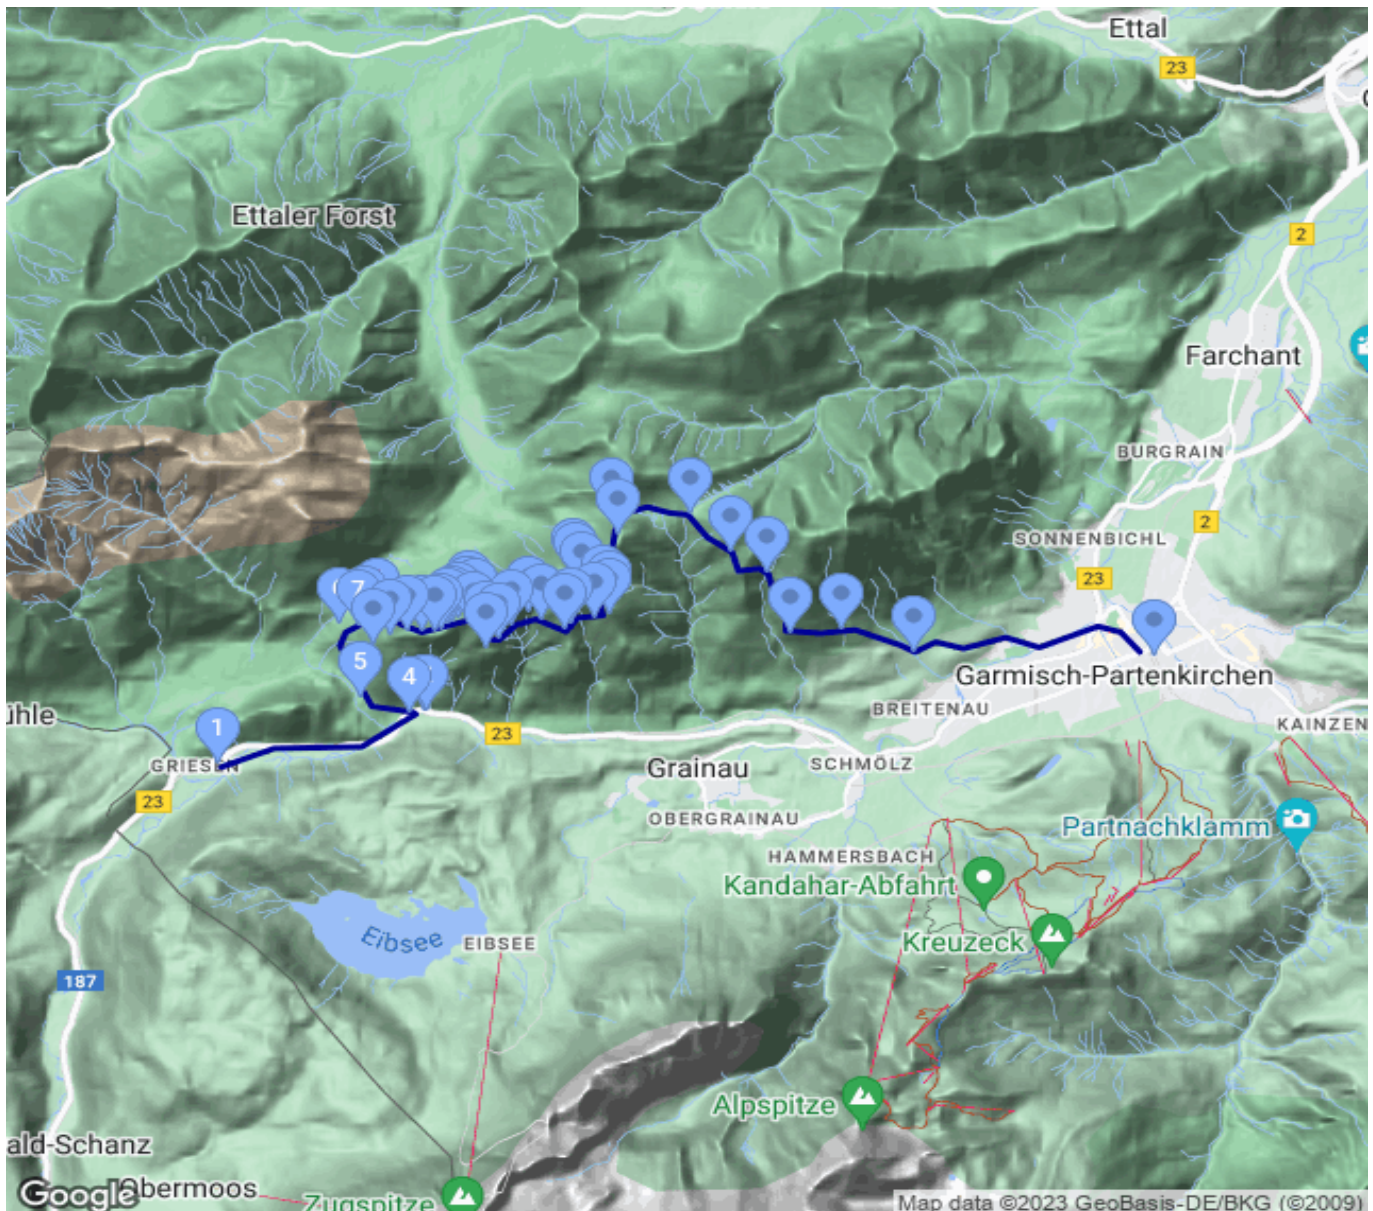 Ettal
23
Ettaler Forst
2
Farchant
BURGRAIN
2
SONNENBICHL
23
7
5
4
Garmisch-Partenkirchen
BREITENAU
KAINZEN
1
ühle
23
GRIESEN
Grainau
SCHMÖLZ
23
OBERGRAINAU
Partnachklamm
HAMMERSBACH
Kandahar-Abfahrt
Eibsee
EIBSEE
Kreuzeck
187
Alpspitze
ald-Schanz
Obermoos
Google
Zugspitze
Map data ©2023 GeoBasis-DE/BKG (©2009)